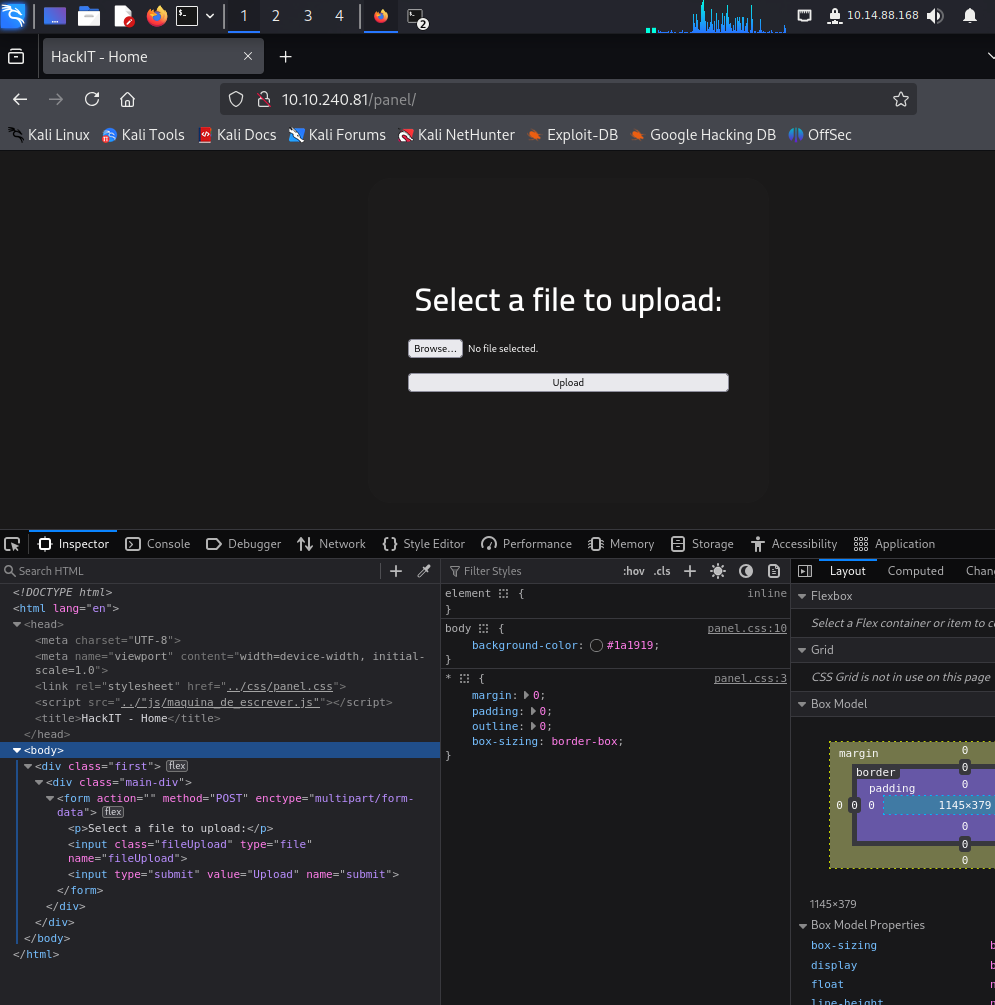 1 2 3 4 2 10.14.88.168
HackIT - Home
10.10.240.81/panel/
Kali Linux Kali Tools Kali Docs Kali Forums Kali NetHunter Exploit-DB Google Hacking DB OffSec
Select a file to upload:
Browse... No file selected.
Upload
Inspector Console Debugger Network Style Editor Performance Memory Storage Accessibility Application
Search HTML
<!DOCTYPE html>
<html lang="en">
<head>
<meta charset="UTF-8">
<meta name="viewport" content="width=device-width, initial-
scale=1.0">
<link rel="stylesheet" href="../css/panel.css">
<script src=../"js/maquina_de_escrever.js"></script>
<title>HackIT - Home</title>
</head>
<body>
<div class="first"> flex
<div class="main-div">
<form action="" method="POST" enctype="multipart/form-
data"> flex
<p>Select a file to upload:</p>
<input class="fileUpload" type="file"
name="fileUpload">
<input type="submit" value="Upload" name="submit">
</form>
</div>
</div>
</body>
</html>
Filter Styles :hov .cls
element { inline
}
body { panel.css:10
background-color: #1a1919;
}
* { panel.css:3
margin: 0;
padding: 0;
outline: 0;
box-sizing: border-box;
}
Layout Computed Chan
Flexbox
Select a Flex container or item to co
Grid
CSS Grid is not in use on this page
Box Model
margin 0
border 0
padding 0
0 0 0 1145×379
0
0
0
1145×379
Box Model Properties
box-sizing b
display b
float n
line-height n